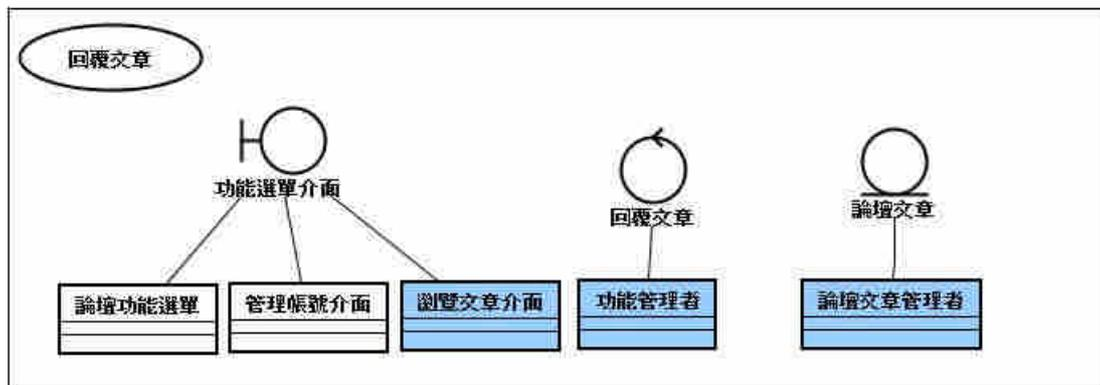 回覆文章
功能選單介面
回覆文章
論壇文章
論壇功能選單
管理帳號介面
瀏覽文章介面
功能管理者
論壇文章管理者